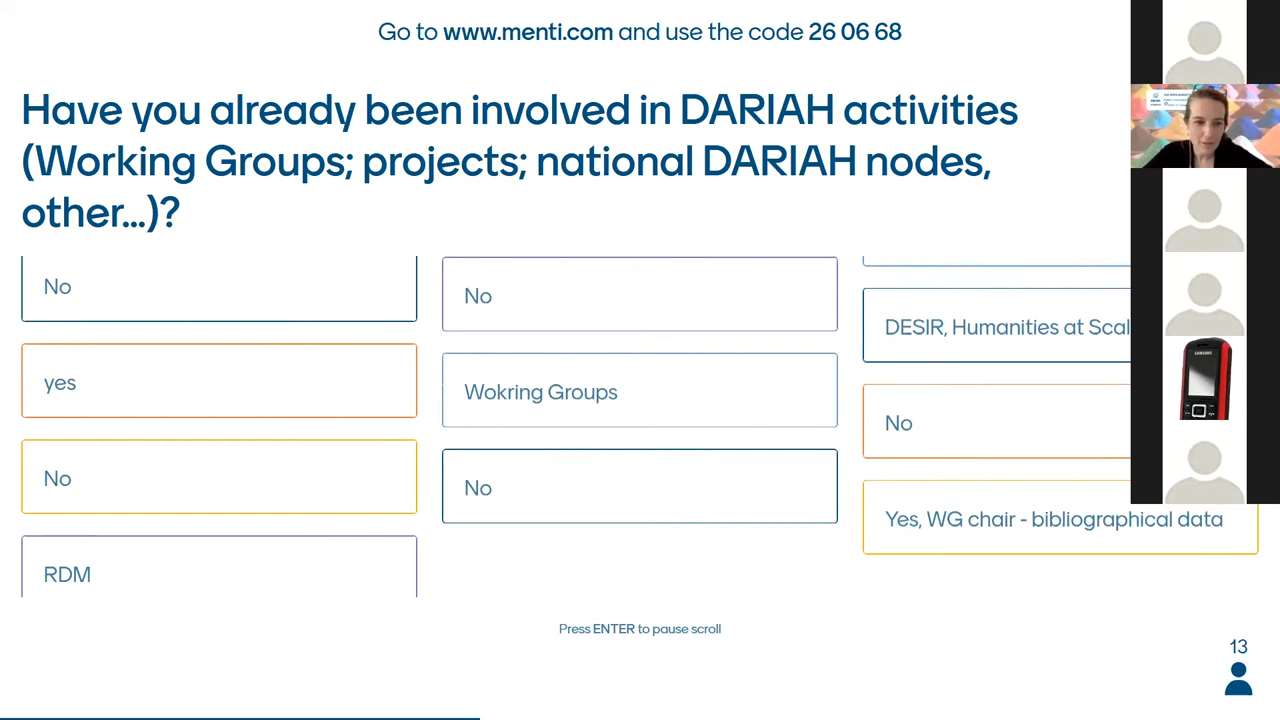 Go to www.menti.com and use the code 26 06 68
Have you already been involved in DARIAH activities
(Working Groups; projects; national DARIAH nodes,
other...)?
No
yes
No
RDM
No
Wokring Groups
No
DESIR, Humanities at
No
Yes, WG chair - bibliographical data
Press ENTER to pause scroll
13
SAMSUNG